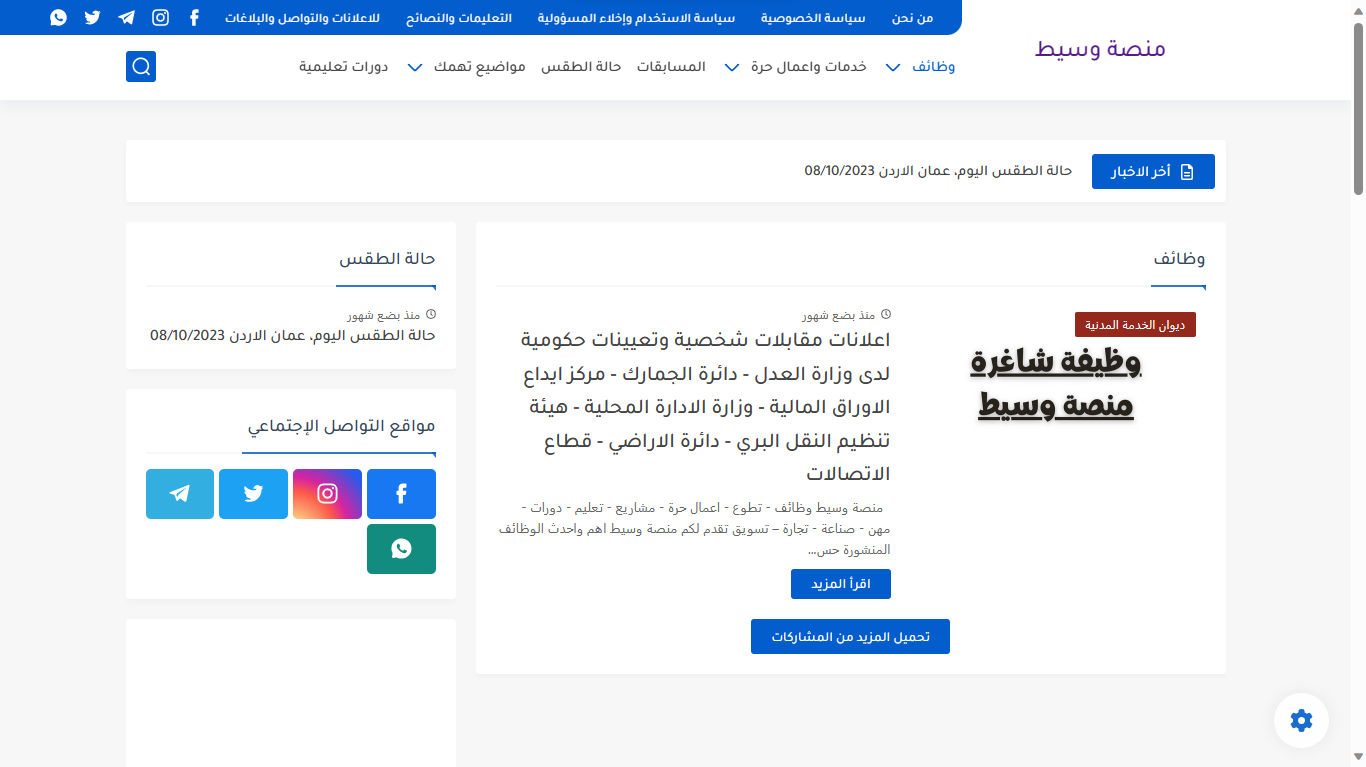 من نحن
سياسة الخصوصية
سياسة الاستخدام وإخلاء المسؤولية
التعليمات والنصائح
للاعلانات والتواصل والبلاغات
منصة وسيط
وظائف
خدمات واعمال حرة
المسابقات
حالة الطقس
مواضيع تهمك
دورات تعليمية
أخر الاخبار
حالة الطقس اليوم، عمان الاردن 08/10/2023
وظائف
ديوان الخدمة المدنية
وظيفة شاغرة
منصة وسيط
منذ بضع شهور
اعلانات مقابلات شخصية وتعيينات حكومية
لدى وزارة العدل - دائرة الجمارك - مركز ايداع
الاوراق المالية - وزارة الادارة المحلية - هيئة
تنظيم النقل البري - دائرة الاراضي - قطاع
الاتصالات
منصة وسيط وظائف - تطوع - اعمال حرة - مشاريع - تعليم - دورات -
مهن - صناعة - تجارة – تسويق تقدم لكم منصة وسيط اهم واحدث الوظائف
المنشورة حس…
اقرأ المزيد
تحميل المزيد من المشاركات
حالة الطقس
منذ بضع شهور
حالة الطقس اليوم، عمان الاردن 08/10/2023
مواقع التواصل الإجتماعي